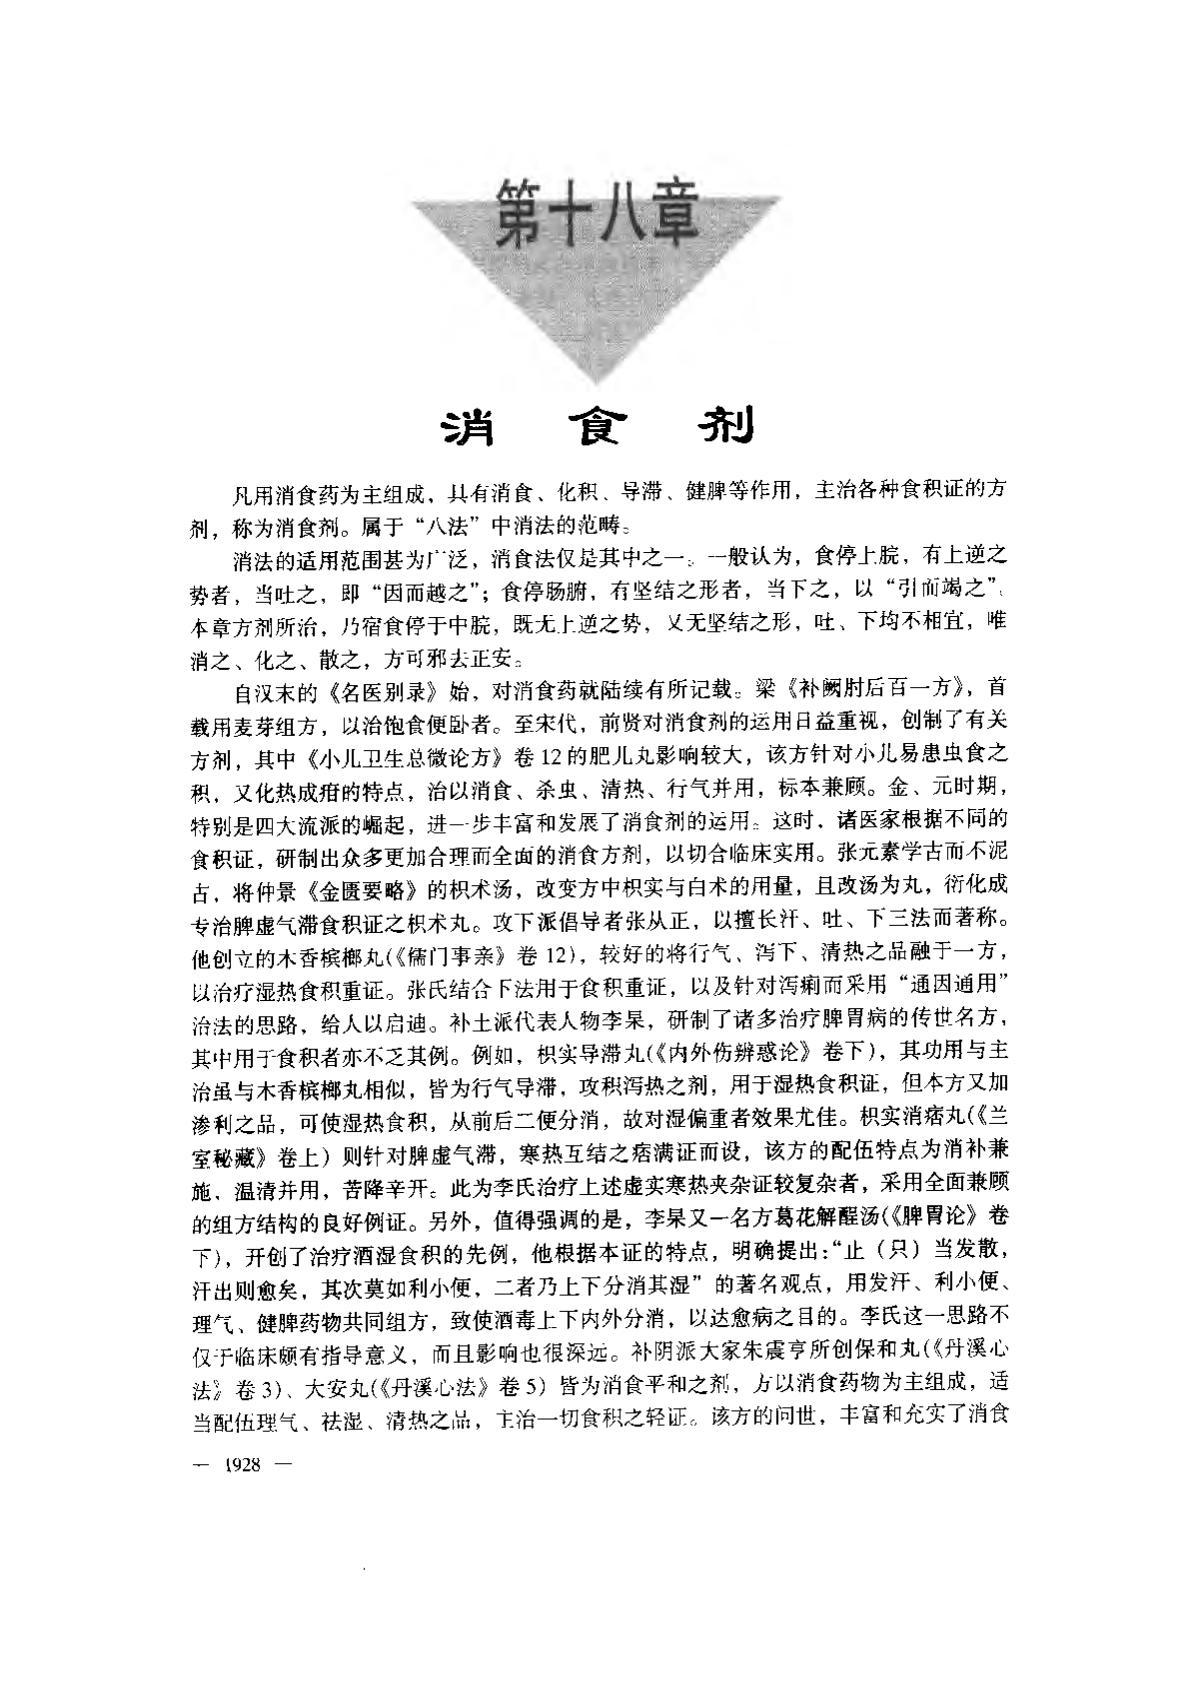 第十八章
消食剂
凡用消食药为主组成，具有消食、化积、导滞、健脾等作用，主治各种食积证的方
剂，称为消食剂。属于“八法”中消法的范畴。
消法的适用范围甚为广泛，消食法仅是其中之一。一般认为，食停上脘，有上逆之
势者，当吐之，即“因而越之”；食停肠腑，有坚结之形者，当下之，以“引而竭之”。
本章方剂所治，乃宿食停于中脘，既无上逆之势，又无坚结之形，吐、下均不相宜，唯
消之、化之、散之，方可邪去正安。
自汉末的《名医别录》始，对消食药就陆续有所记载。梁《补阙肘后百一方》，首
载用麦芽组方，以治饱食便卧者。至宋代，前贤对消食剂的运用日益重视，创制了有关
方剂，其中《小儿卫生总微论方》卷12的肥儿丸影响较大，该方针对小儿易患虫食之
积，又化热成疳的特点，治以消食、杀虫、清热、行气并用，标本兼顾。金、元时期，
特别是四大流派的崛起，进一步丰富和发展了消食剂的运用。这时，诸医家根据不同的
食积证，研制出众多更加合理而全面的消食方剂，以切合临床实用。张元素学古而不泥
古，将仲景《金匮要略》的枳术汤，改变方中枳实与白术的用量，且改汤为丸，衍化成
专治脾虚气滞食积证之枳术丸。攻下派倡导者张从正，以擅长汗、吐、下三法而著称。
他创立的木香槟榔丸(《儒门事亲》卷 12)，较好的将行气、泻下、清热之品融于一方，
以治疗湿热食积重证。张氏结合下法用于食积重证，以及针对泻痢而采用“通因通用”
治法的思路，给人以启迪。补土派代表人物李杲，研制了诸多治疗脾胃病的传世名方，
其中用于食积者亦不乏其例。例如，枳实导滞丸(《内外伤辨惑论》卷下)，其功用与主
治虽与木香槟榔丸相似，皆为行气导滞，攻积泻热之剂，用于湿热食积证，但本方又加
渗利之品，可使湿热食积，从前后二便分消，故对湿偏重者效果尤佳。枳实消痞丸(《兰
室秘藏》卷上）则针对脾虚气滞，寒热互结之痞满证而设，该方的配伍特点为消补兼
施，温清并用，苦降辛开。此为李氏治疗上述虚实寒热夹杂证较复杂者，采用全面兼顾
的组方结构的良好例证。另外，值得强调的是，李杲又一名方葛花解酲汤(《脾胃论》卷
下)，开创了治疗酒湿食积的先例，他根据本证的特点，明确提出：“止（只）当发散，
汗出则愈矣，其次莫如利小便，二者乃上下分消其湿”的著名观点，用发汗、利小便、
理气、健脾药物共同组方，致使酒毒上下内外分消，以达愈病之目的。李氏这一思路不
仅于临床颇有指导意义，而且影响也很深远。补阴派大家朱震亨所创保和丸(《丹溪心
法》卷 3)、大安丸(《丹溪心法》卷 5）皆为消食平和之剂，方以消食药物为主组成，适
当配伍理气、祛湿、清热之品，主治一切食积之轻证。该方的问世，丰富和充实了消食
— 1928 —